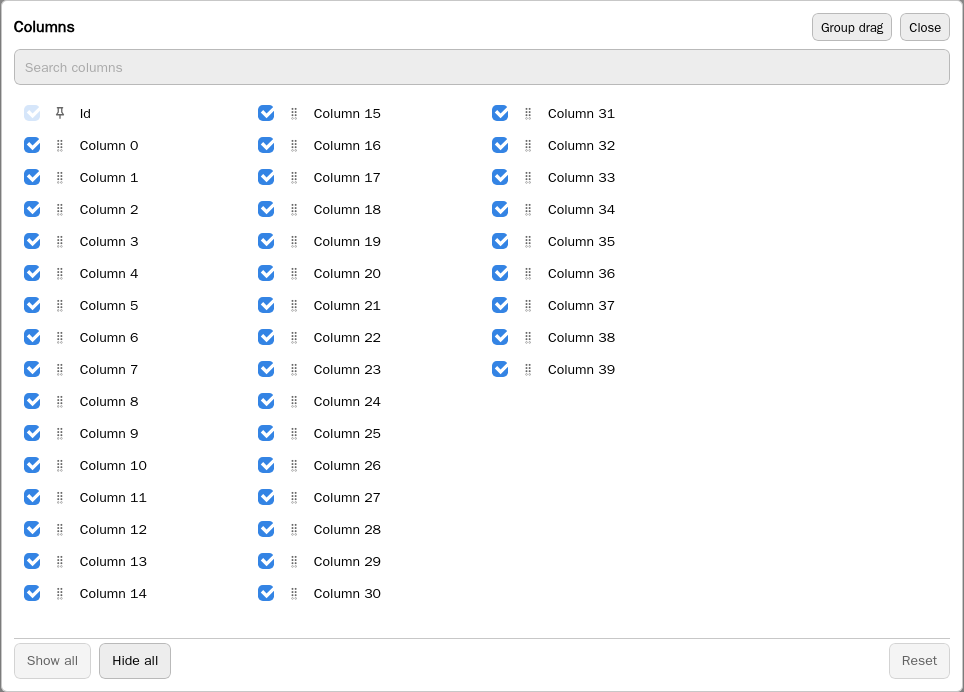 Columns
Group drag
Close
Search columns
Id
Column 0
Column 1
Column 2
Column 3
Column 4
Column 5
Column 6
Column 7
Column 8
Column 9
Column 10
Column 11
Column 12
Column 13
Column 14
Column 15
Column 16
Column 17
Column 18
Column 19
Column 20
Column 21
Column 22
Column 23
Column 24
Column 25
Column 26
Column 27
Column 28
Column 29
Column 30
Column 31
Column 32
Column 33
Column 34
Column 35
Column 36
Column 37
Column 38
Column 39
Show all
Hide all
Reset